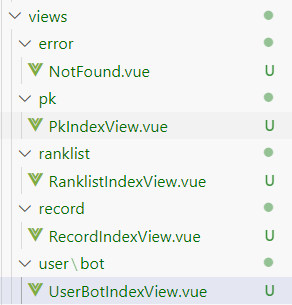 views
error
NotFound.vue U
pk
PkIndexView.vue U
ranklist
RanklistIndexView.vue U
record
RecordIndexView.vue U
user\bot
UserBotIndexView.vue U